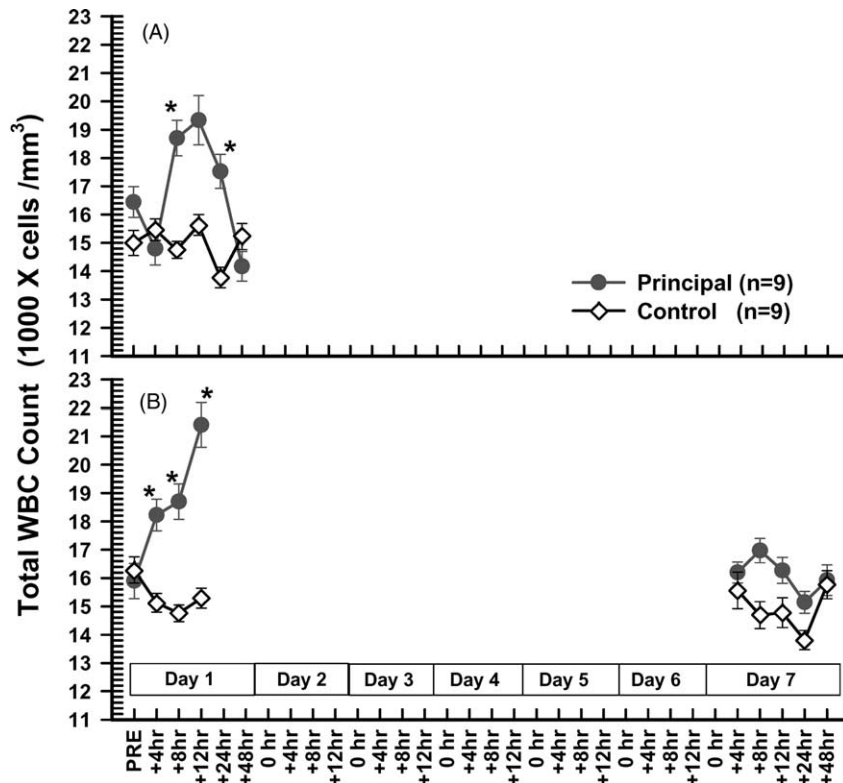 Total WBC Count (1000 X cells /mm³)
(A)
23
22
21
20
19
18
17
16
15
14
13
12
11
*
*
Principal (n=9)
Control (n=9)
(B)
23
22
21
20
19
18
17
16
15
14
13
12
11
*
*
*
Day 1
Day 2
Day 3
Day 4
Day 5
Day 6
Day 7
PRE
+4hr
+8hr
+12hr
+24hr
+48hr
0 hr
+4hr
+8hr
+12hr
0 hr
+4hr
+8hr
+12hr
0 hr
+4hr
+8hr
+12hr
0 hr
+4hr
+8hr
+12hr
0 hr
+4hr
+8hr
+12hr
0 hr
+4hr
+8hr
+12hr
+24hr
+48hr